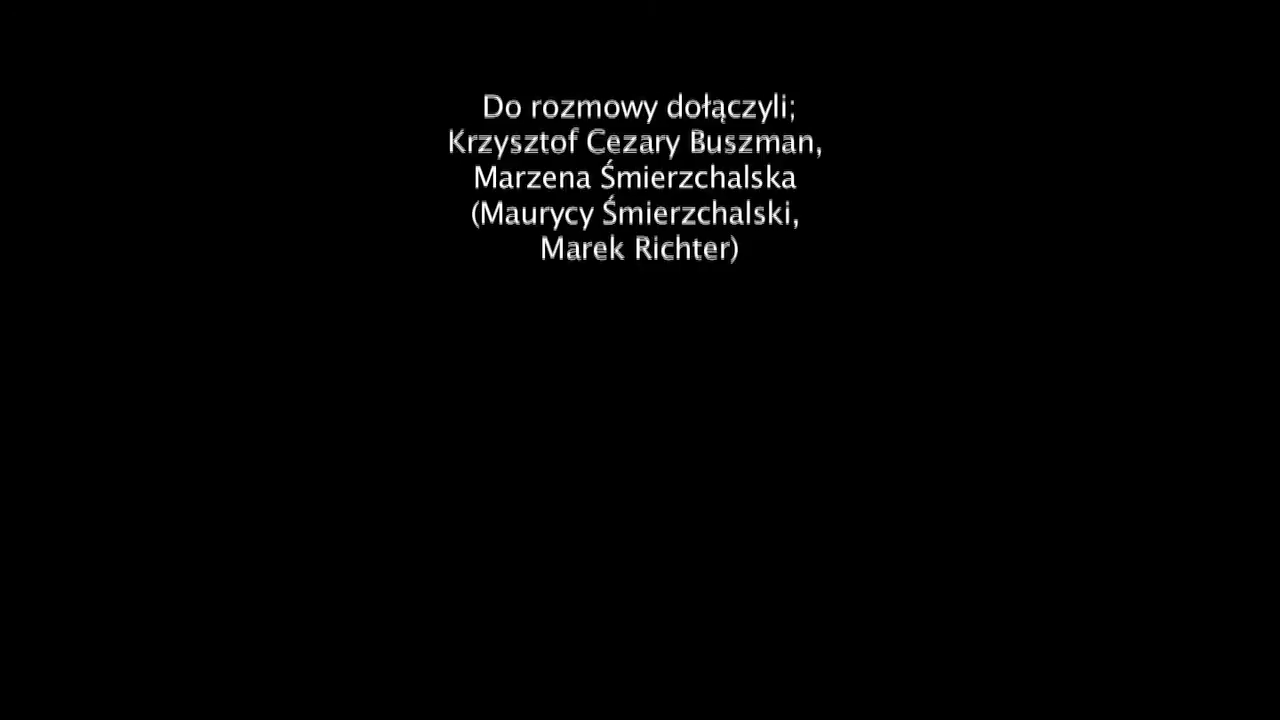 Do rozmowy dołączyli;
Krzysztof Cezary Buszman,
Marzena Śmierzchalska
(Maurycy Śmierzchalski,
Marek Richter)